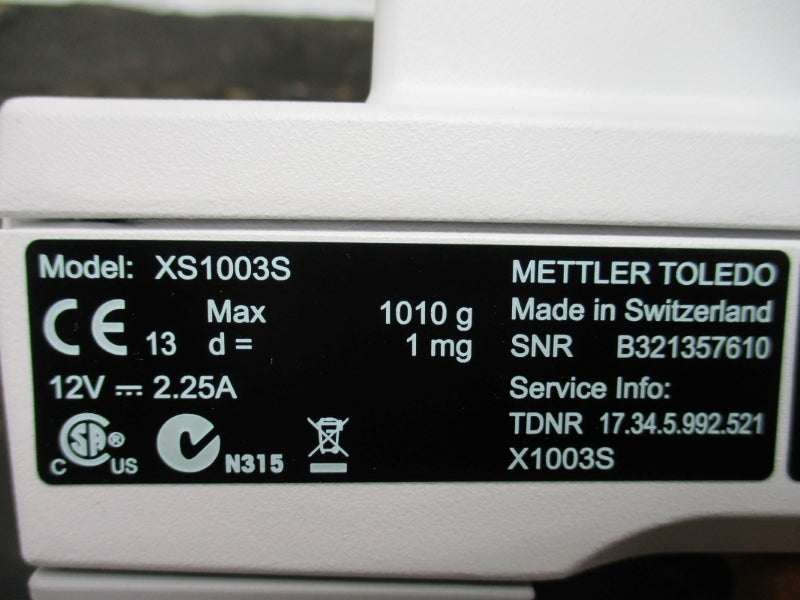 Model: XS1003S
CE 13
Max 1010 g
d = 1 mg
12V ⎓ 2.25A
C SA® US
N315
METTLER TOLEDO
Made in Switzerland
SNR B321357610
Service Info:
TDNR 17.34.5.992.521
X1003S